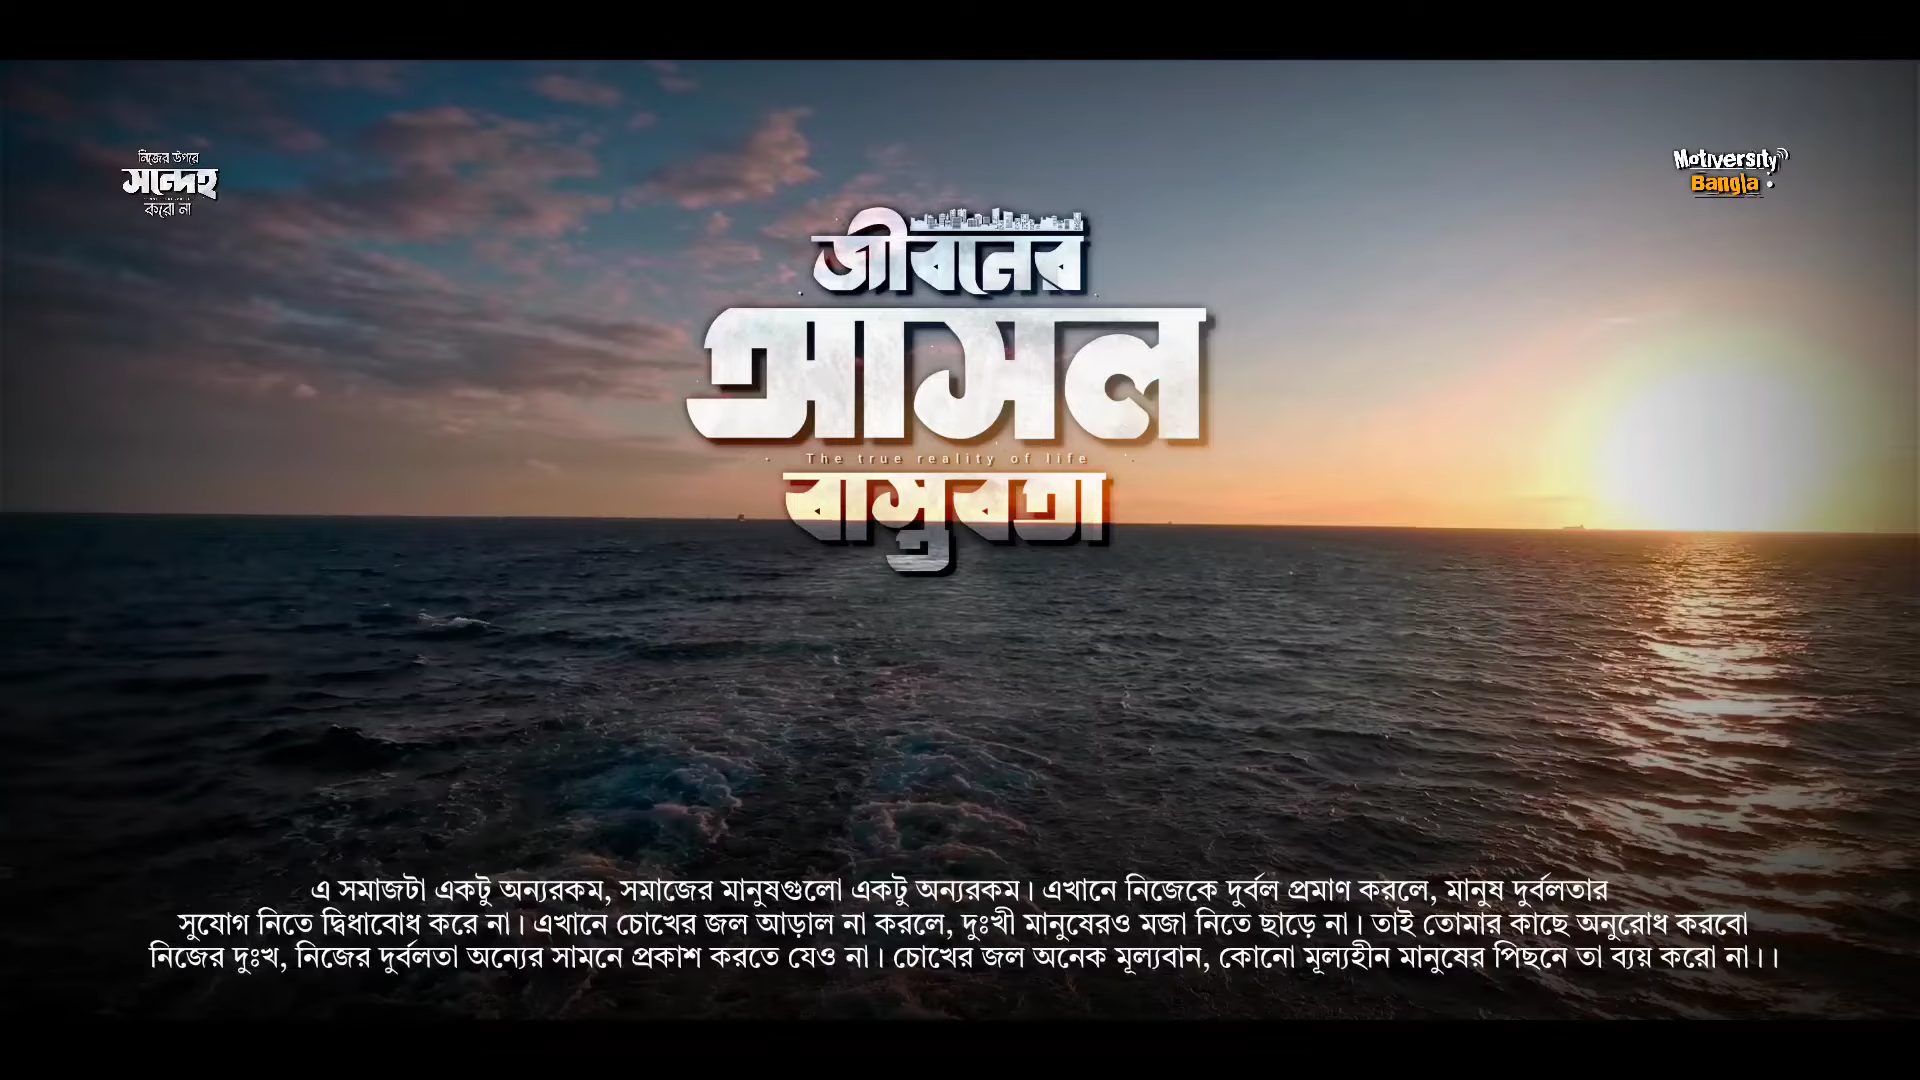 নিজের উপরে
সন্দেহ
করো না
Motiversity
Bangla
জীবনের
আসল
The true reality of life
বাস্তবতা
এ সমাজটা একটু অন্যরকম, সমাজের মানুষগুলো একটু অন্যরকম। এখানে নিজেকে দুর্বল প্রমাণ করলে, মানুষ দুর্বলতার
সুযোগ নিতে দ্বিধাবোধ করে না। এখানে চোখের জল আড়াল না করলে, দুঃখী মানুষেরও মজা নিতে ছাড়ে না। তাই তোমার কাছে অনুরোধ করবো
নিজের দুঃখ, নিজের দুর্বলতা অন্যের সামনে প্রকাশ করতে যেও না। চোখের জল অনেক মূল্যবান, কোনো মূল্যহীন মানুষের পিছনে তা ব্যয় করো না।।